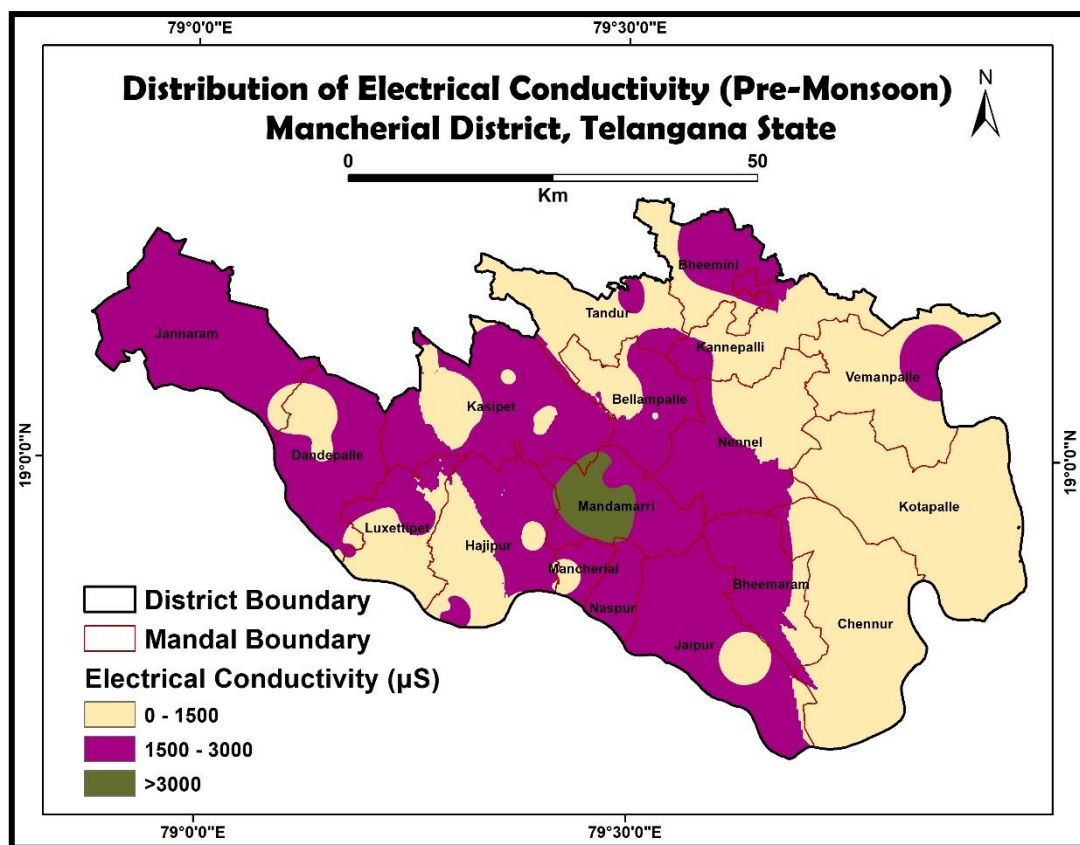 79°0'0"E
79°30'0"E
Distribution of Electrical Conductivity (Pre-Monsoon)
Mancherial District, Telangana State
N
0
50
Km
Bheemini
Tandur
Jannaram
Kannepalli
Vemanpalle
Kasipet
Bellampalle
Nennel
Dandepalle
19°0'0"N
19°0'0"N
Mandamarri
Kotapalle
Luxettipet
Hajipur
Mancherial
Bheemaram
Naspur
Chennur
Jaipur
District Boundary
Mandal Boundary
Electrical Conductivity (µS)
0 - 1500
1500 - 3000
>3000
79°0'0"E
79°30'0"E